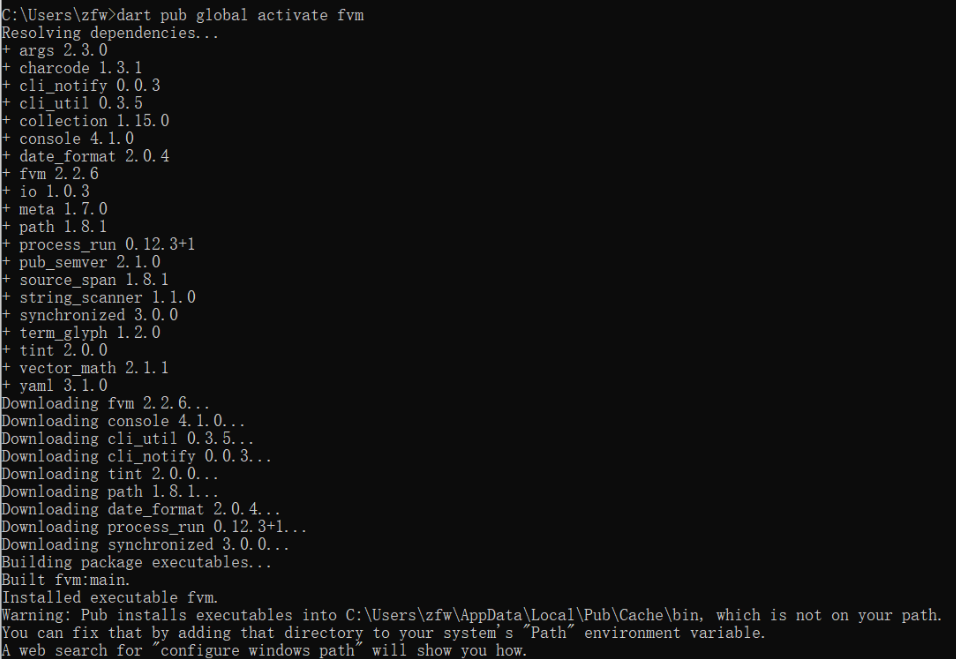 C:\Users\zfw>dart pub global activate fvm
Resolving dependencies...
+ args 2.3.0
+ charcode 1.3.1
+ cli_notify 0.0.3
+ cli_util 0.3.5
+ collection 1.15.0
+ console 4.1.0
+ date_format 2.0.4
+ fvm 2.2.6
+ io 1.0.3
+ meta 1.7.0
+ path 1.8.1
+ process_run 0.12.3+1
+ pub_semver 2.1.0
+ source_span 1.8.1
+ string_scanner 1.1.0
+ synchronized 3.0.0
+ term_glyph 1.2.0
+ tint 2.0.0
+ vector_math 2.1.1
+ yaml 3.1.0
Downloading fvm 2.2.6...
Downloading console 4.1.0...
Downloading cli_util 0.3.5...
Downloading cli_notify 0.0.3...
Downloading tint 2.0.0...
Downloading path 1.8.1...
Downloading date_format 2.0.4...
Downloading process_run 0.12.3+1...
Downloading synchronized 3.0.0...
Building package executables...
Built fvm:main.
Installed executable fvm.
Warning: Pub installs executables into C:\Users\zfw\AppData\Local\Pub\Cache\bin, which is not on your path.
You can fix that by adding that directory to your system's "Path" environment variable.
A web search for "configure windows path" will show you how.